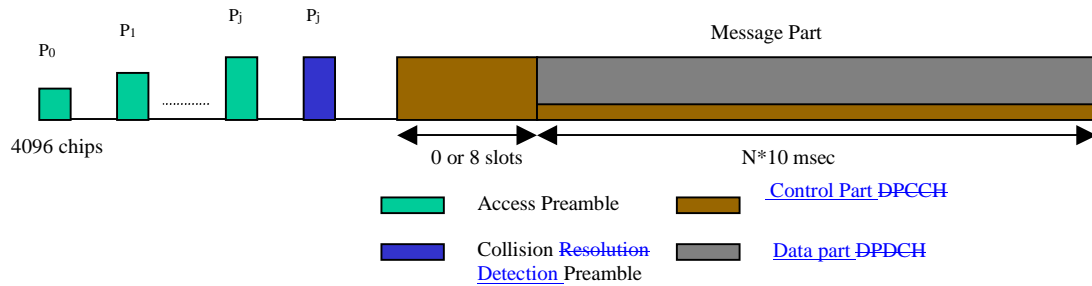 P0
P1
Pj
Pj
Message Part
4096 chips
0 or 8 slots
N*10 msec
Access Preamble
Control Part DPCCH
Collision Resolution
Detection Preamble
Data part DPDCH